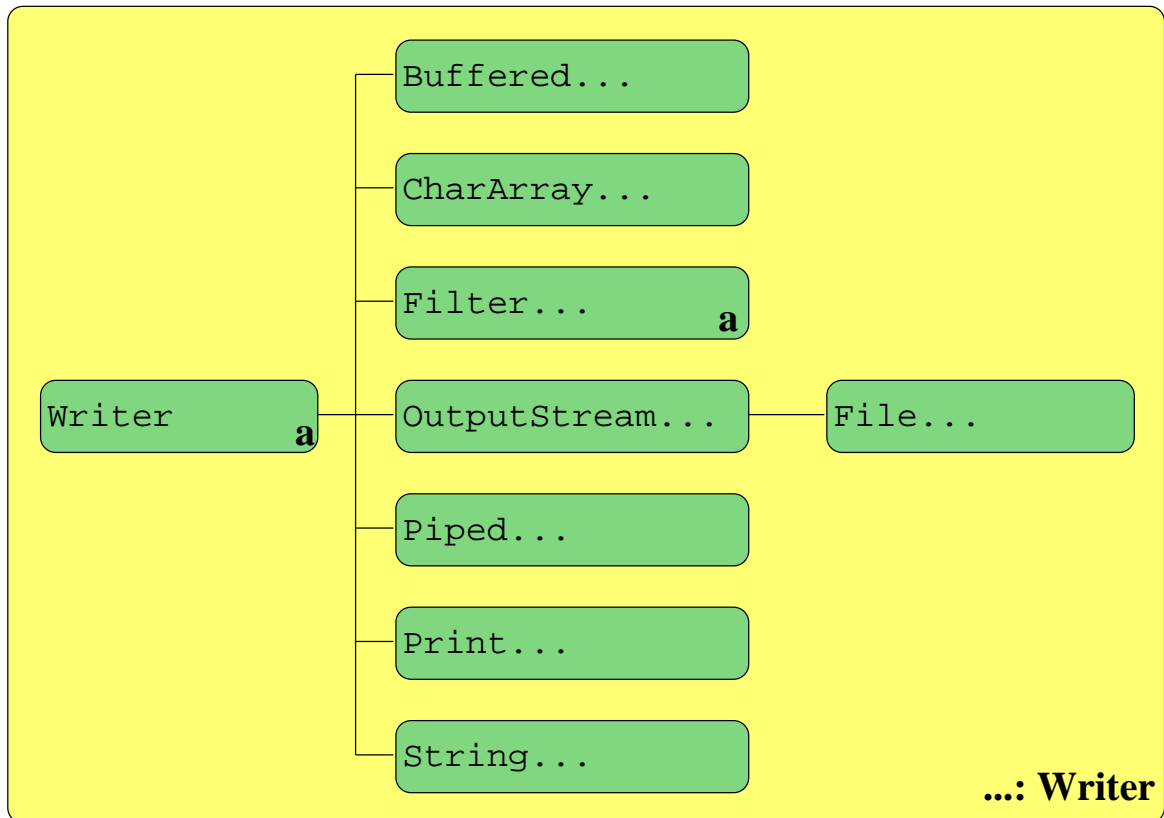 Buffered...
CharArray...
Filter...
a
Writer
a
OutputStream...
File...
Piped...
Print...
String...
...: Writer